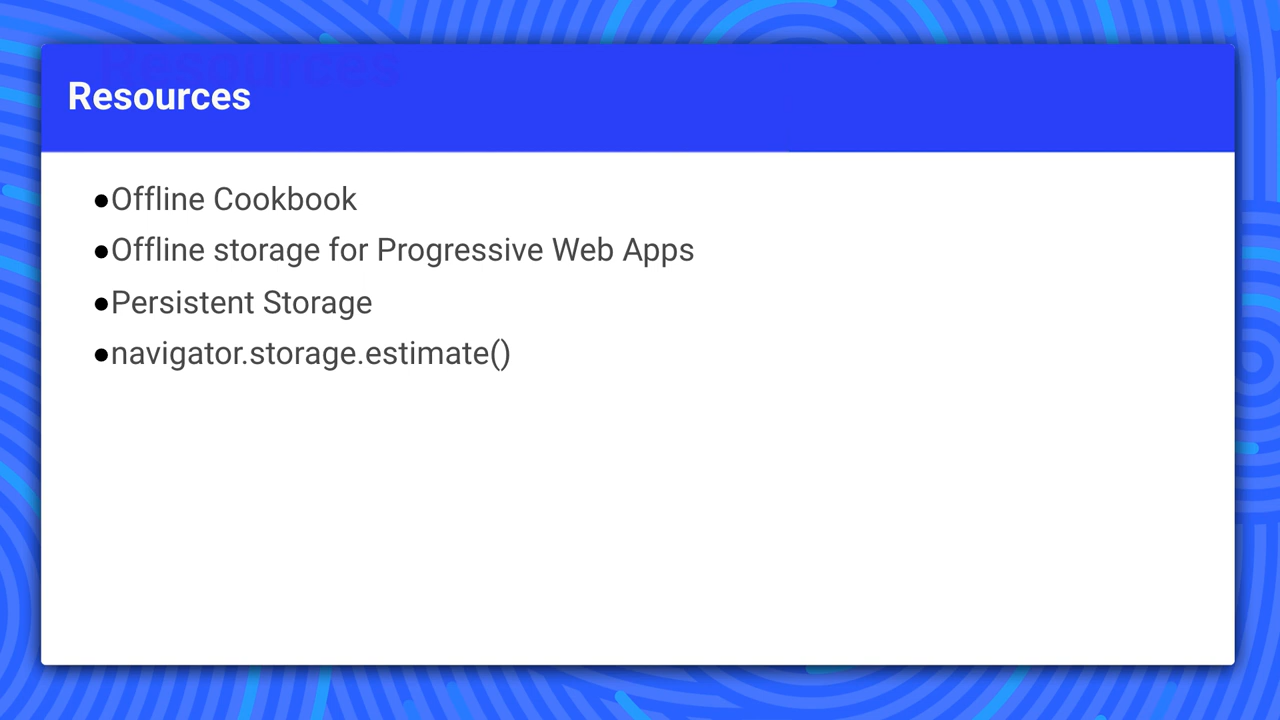 Resources
●Offline Cookbook
●Offline storage for Progressive Web Apps
●Persistent Storage
●navigator.storage.estimate()